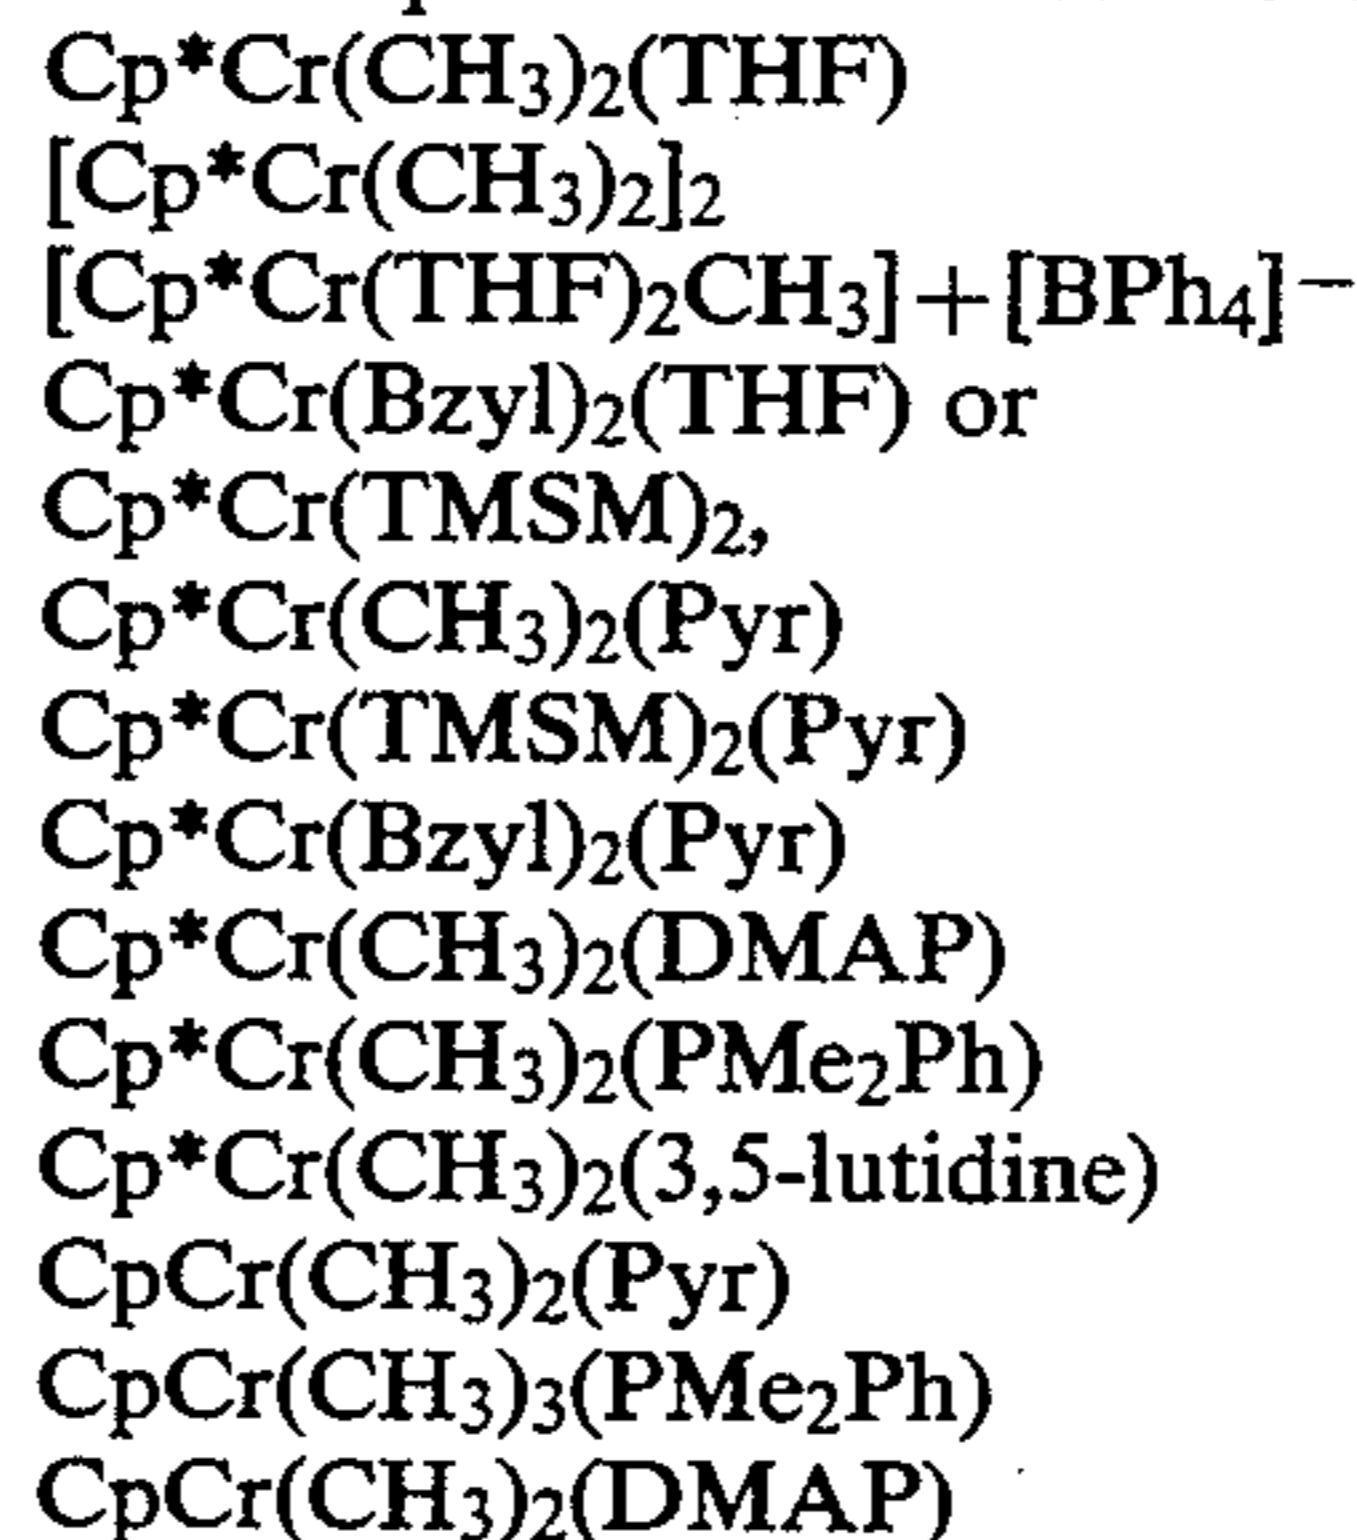 Cp*Cr(CH3)2(THF)
[Cp*Cr(CH3)2]2
[Cp*Cr(THF)2CH3]+[BPh4]−
Cp*Cr(Bzyl)2(THF) or
Cp*Cr(TMSM)2,
Cp*Cr(CH3)2(Pyr)
Cp*Cr(TMSM)2(Pyr)
Cp*Cr(Bzyl)2(Pyr)
Cp*Cr(CH3)2(DMAP)
Cp*Cr(CH3)2(PMe2Ph)
Cp*Cr(CH3)2(3,5-lutidine)
CpCr(CH3)2(Pyr)
CpCr(CH3)3(PMe2Ph)
CpCr(CH3)2(DMAP)